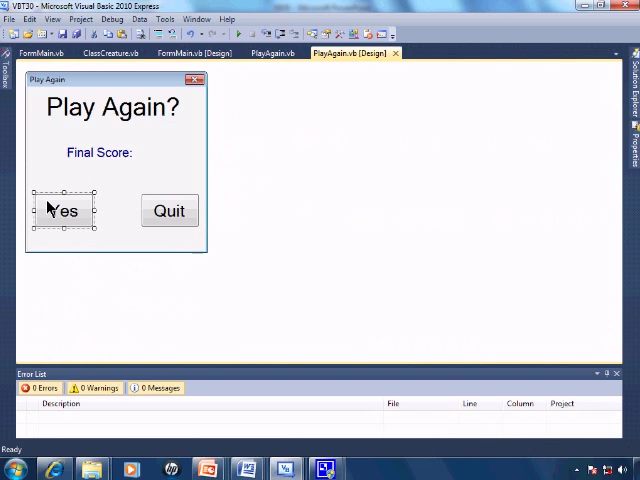 VBT30 - Microsoft Visual Basic 2010 Express
File Edit View Project Debug Data Tools Window Help
FormMain.vb ClassCreature.vb FormMain.vb [Design] PlayAgain.vb PlayAgain.vb [Design]
Toolbox
Solution Explorer
Properties
Play Again
Play Again?
Final Score:
Yes Quit
Error List
0 Errors 0 Warnings 0 Messages
Description File Line Column Project
Ready